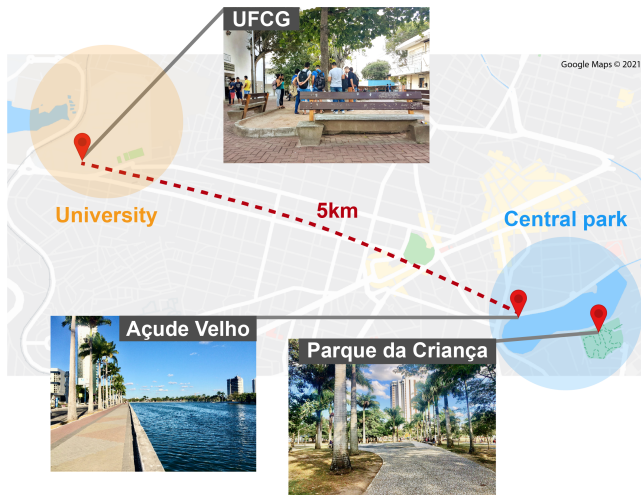 UFCG
Google Maps © 2021
University
5km
Central park
Açude Velho
Parque da Criança